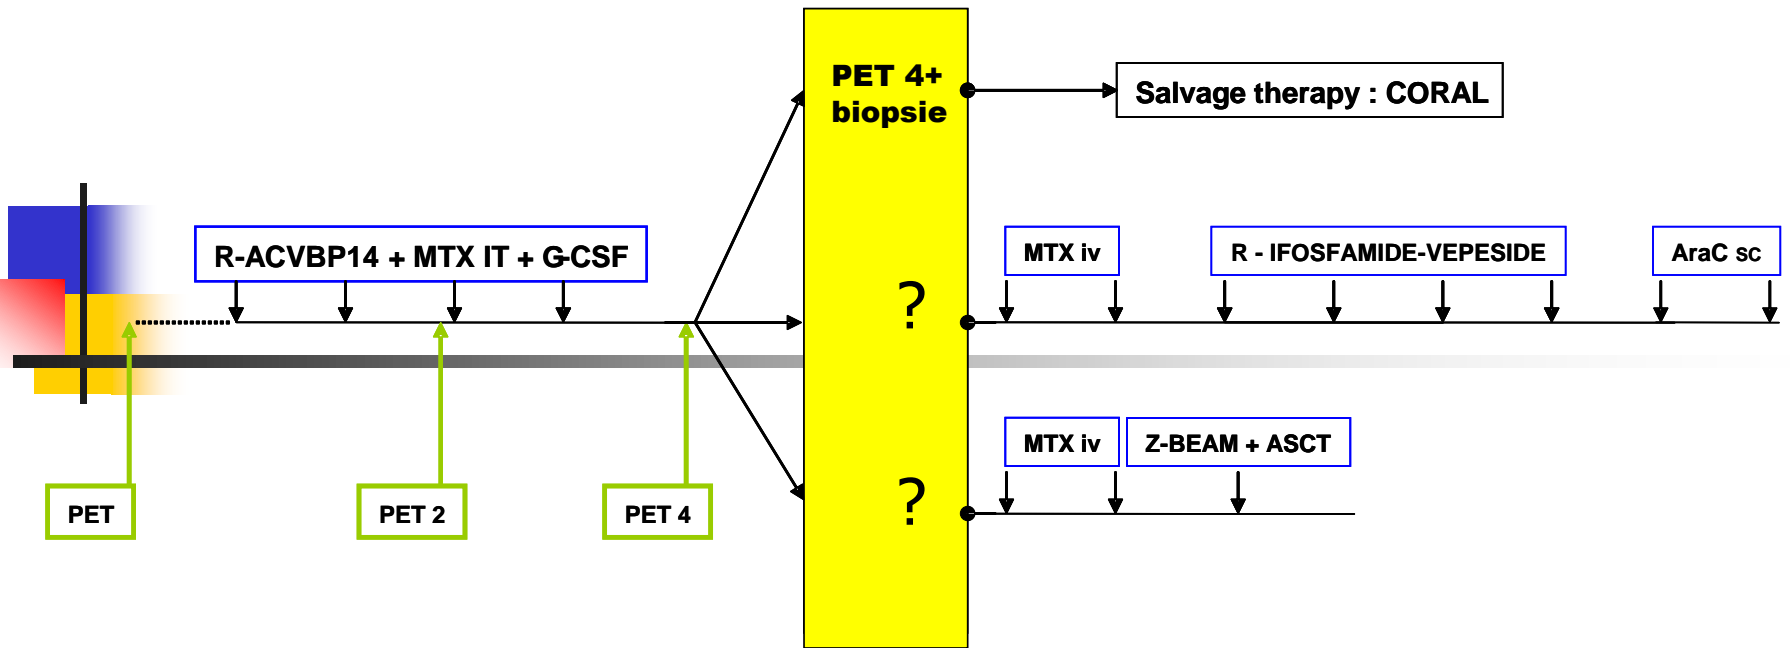 PET 4+
biopsie
Salvage therapy : CORAL
R-ACVBP14 + MTX IT + G-CSF
?
MTX iv
R - IFOSFAMIDE-VEPESIDE
AraC sc
?
MTX iv
Z-BEAM + ASCT
PET
PET 2
PET 4